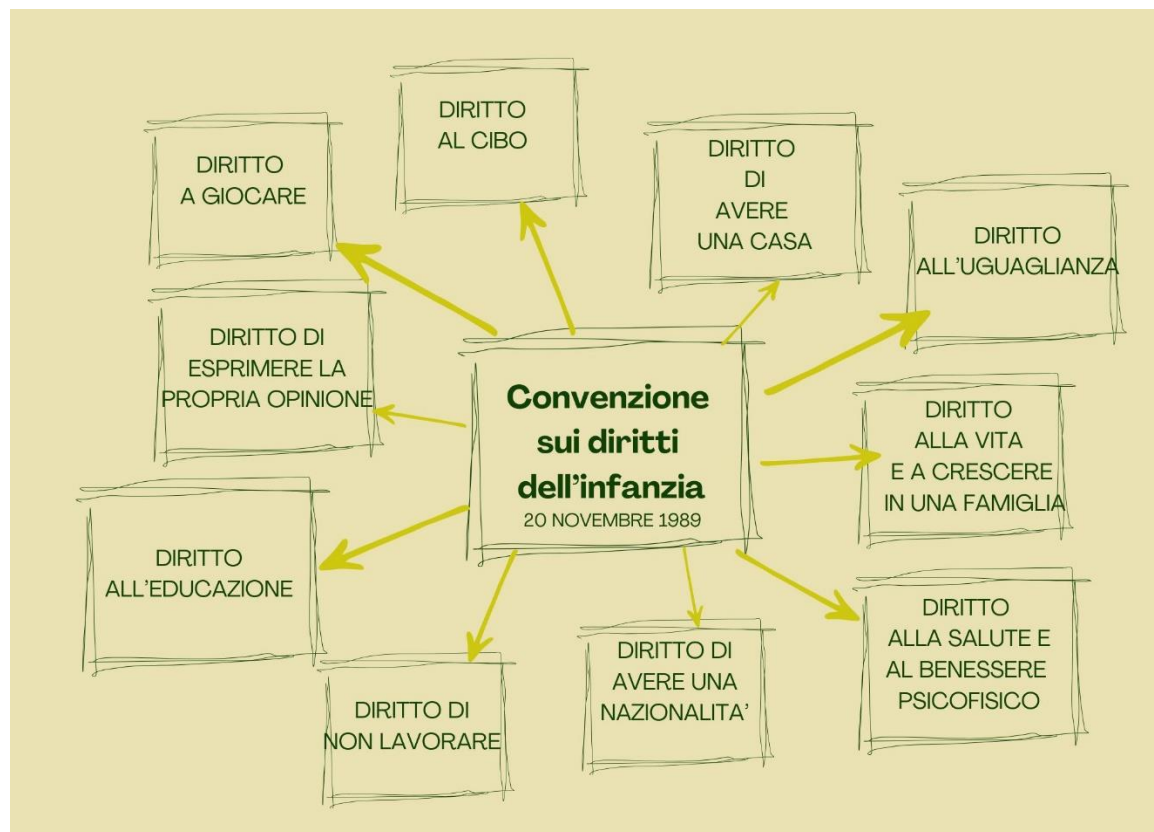 DIRITTO
A GIOCARE
DIRITTO
AL CIBO
DIRITTO
DI
AVERE
UNA CASA
DIRITTO
ALL'UGUAGLIANZA
DIRITTO DI
ESPRIMERE LA
PROPRIA OPINIONE
Convenzione
sui diritti
dell'infanzia
20 NOVEMBRE 1989
DIRITTO
ALLA VITA
E A CRESCERE
IN UNA FAMIGLIA
DIRITTO
ALL'EDUCAZIONE
DIRITTO DI
NON LAVORARE
DIRITTO DI
AVERE UNA
NAZIONALITA'
DIRITTO
ALLA SALUTE E
AL BENESSERE
PSICOFISICO